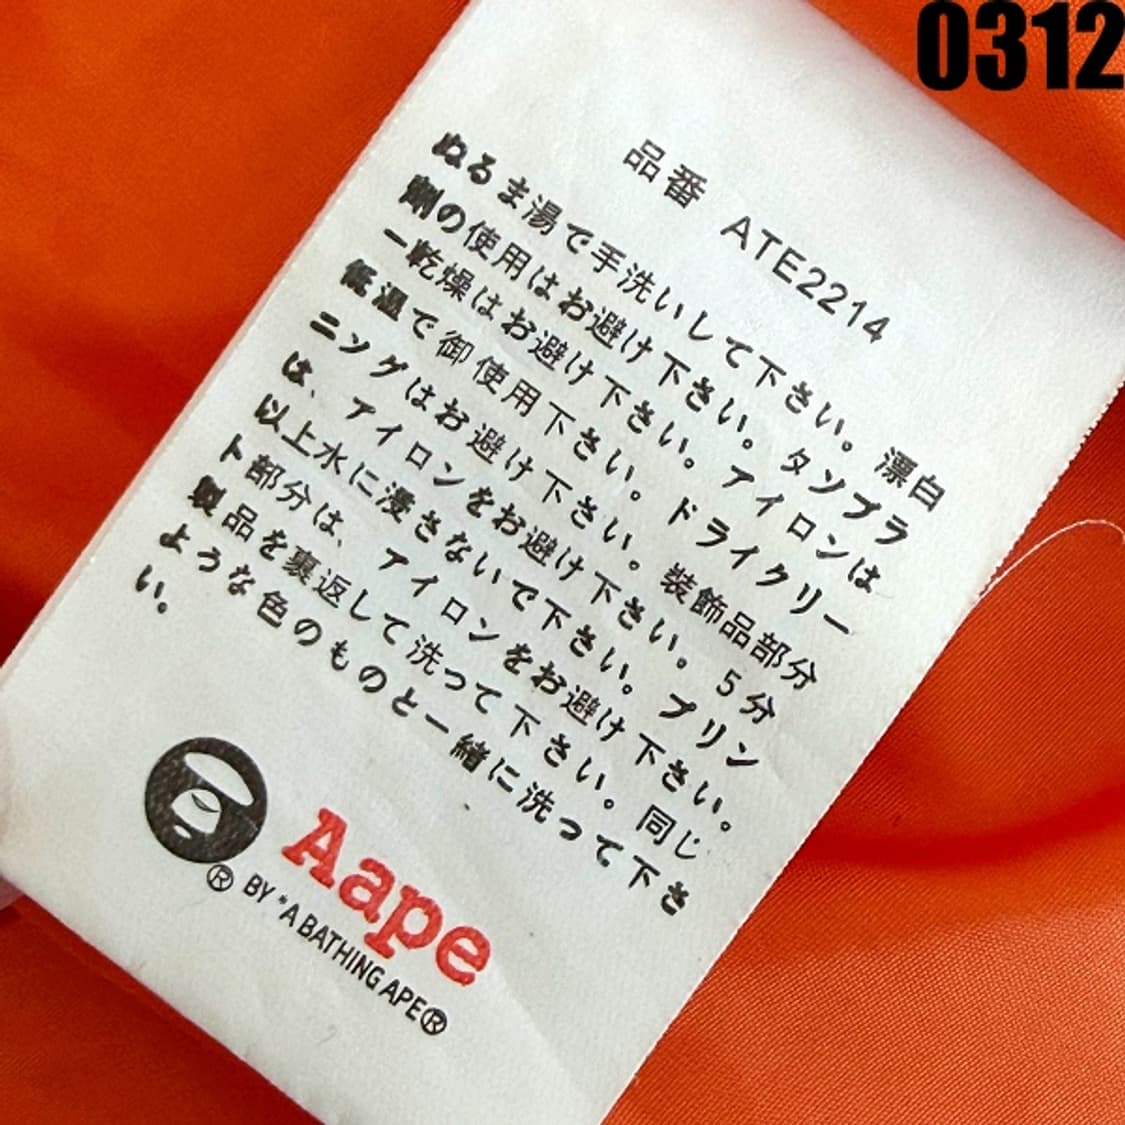 0312
品番 ATE2214
ぬるま湯で手洗いして下さい。漂白
剤の使用はお避け下さい。タンブラ
ー乾燥はお避け下さい。アイロンは
低温で御使用下さい。ドライクリー
ニングはお避け下さい。装飾品部分
は、アイロンをお避け下さい。5分
以上水に浸さないで下さい。プリン
ト部分は、アイロンをお避け下さい。
製品を裏返して洗って下さい。同じ
ような色のものと一緒に洗って下さ
い。
Aape
® BY *A BATHING APE®